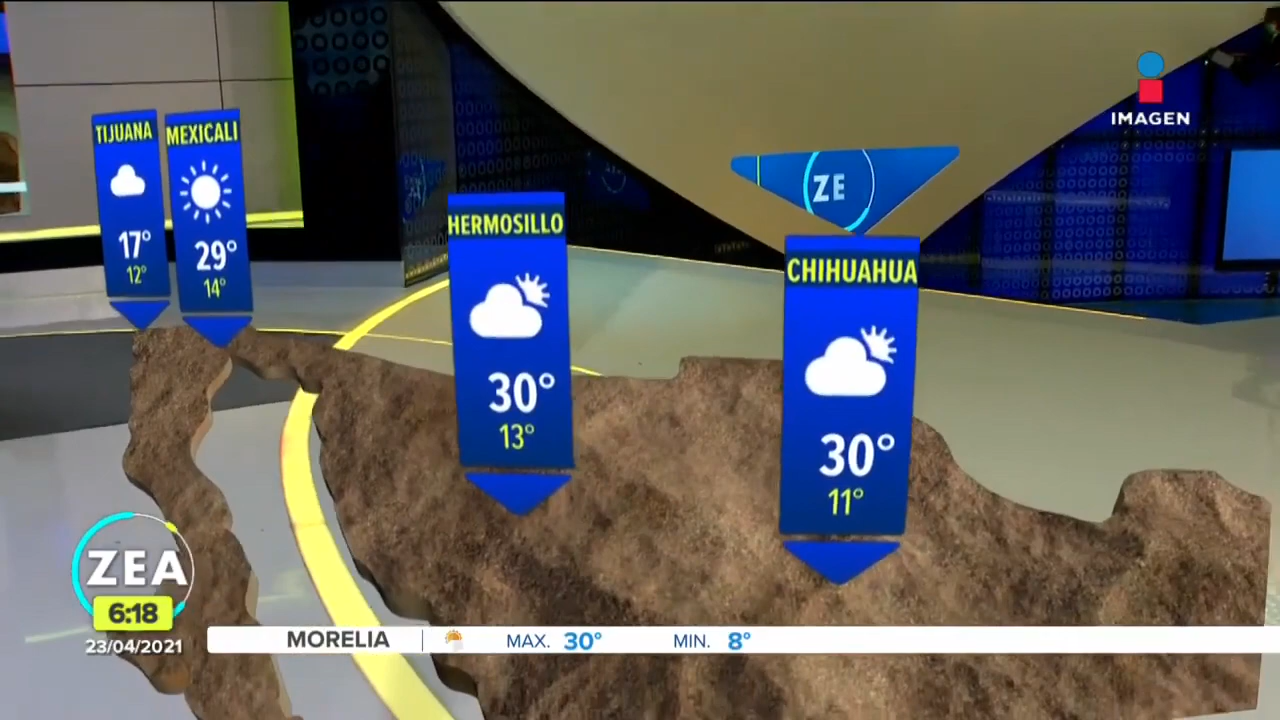 IMAGEN
TIJUANA
17°
12°
MEXICALI
29°
14°
HERMOSILLO
30°
13°
ZE
CHIHUAHUA
30°
11°
ZEA
6:18
23/04/2021
MORELIA MAX. 30° MIN. 8°